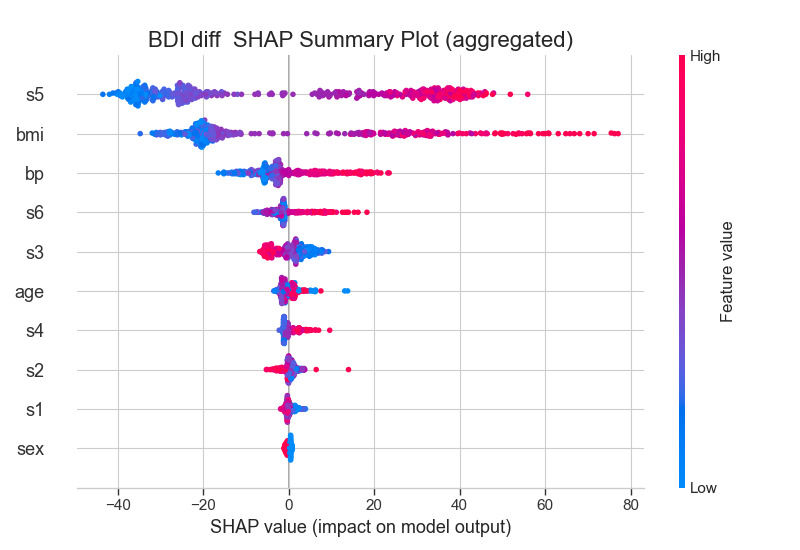 BDI diff  SHAP Summary Plot (aggregated)
High
s5
bmi
bp
s6
s3
age
s4
s2
s1
sex
Feature value
Low
−40
−20
0
20
40
60
80
SHAP value (impact on model output)